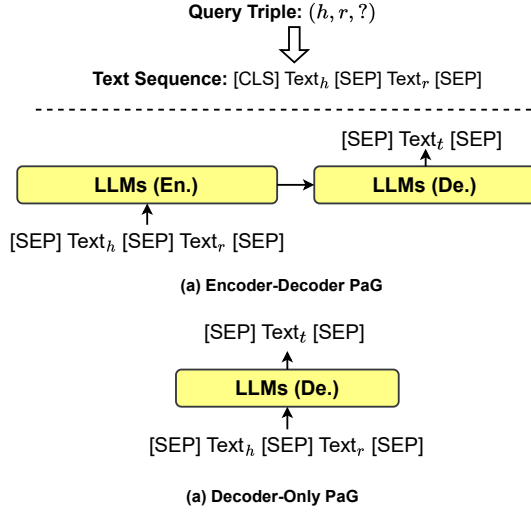 Query Triple: (h, r, ?)
Text Sequence: [CLS] Text_h [SEP] Text_r [SEP]
[SEP] Text_t [SEP]
LLMs (En.) LLMs (De.)
[SEP] Text_h [SEP] Text_r [SEP]
(a) Encoder-Decoder PaG
[SEP] Text_t [SEP]
LLMs (De.)
[SEP] Text_h [SEP] Text_r [SEP]
(a) Decoder-Only PaG